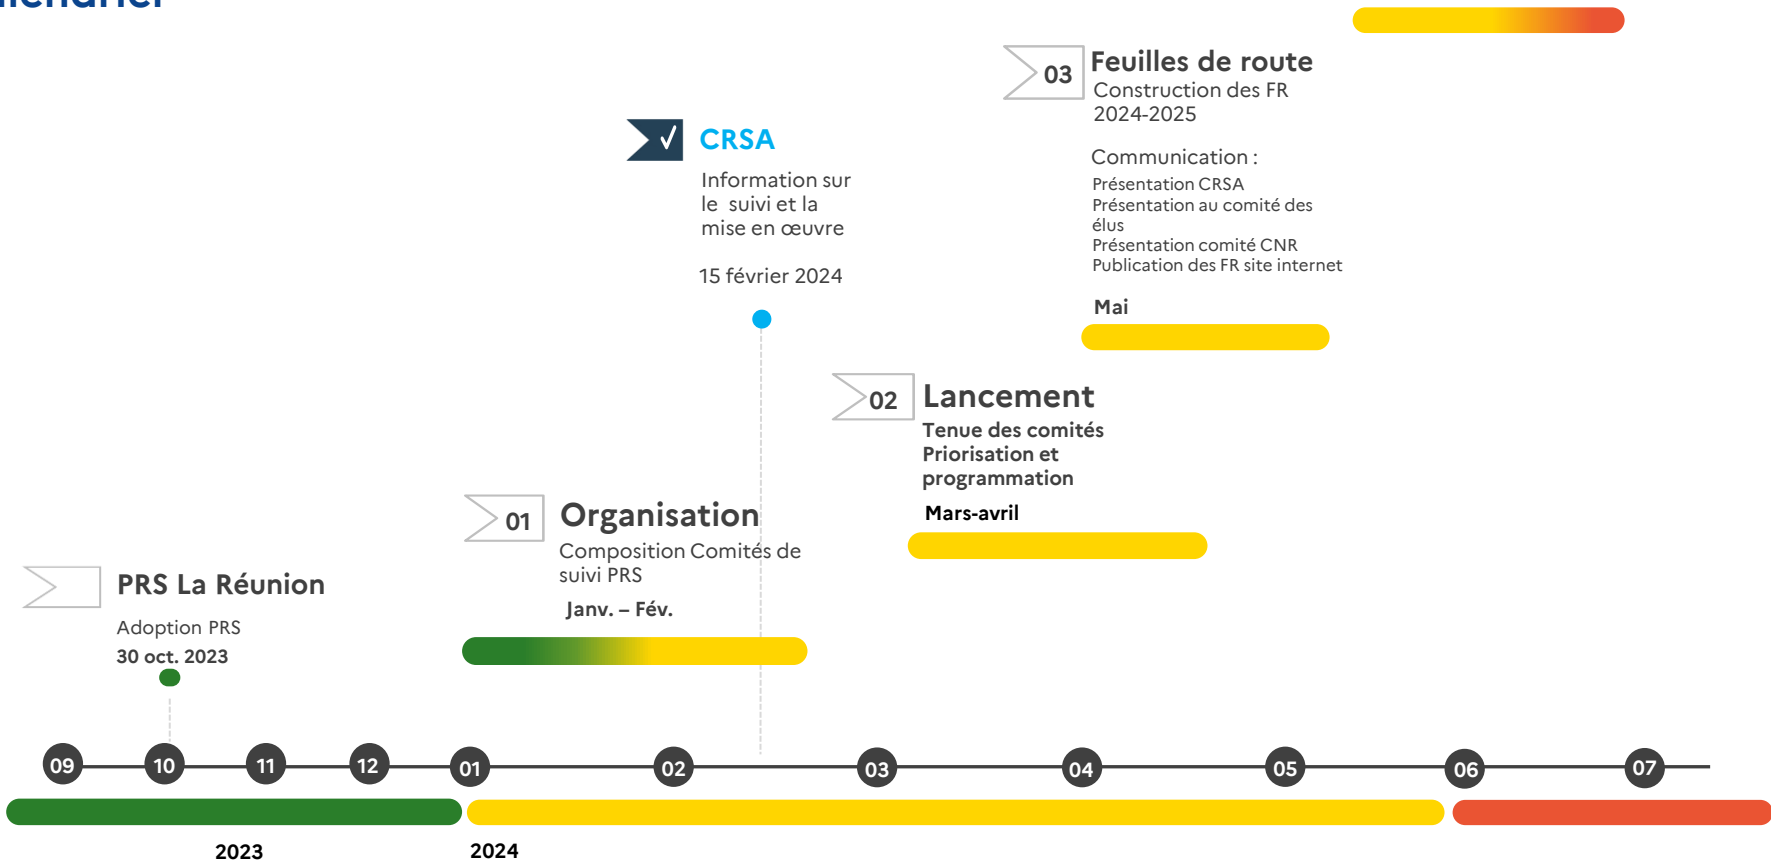 03
Feuilles de route
Construction des FR
2024-2025
Communication :
Présentation CRSA
Présentation au comité des
élus
Présentation comité CNR
Publication des FR site internet
Mai
CRSA
Information sur
le suivi et la
mise en œuvre
15 février 2024
02
Lancement
Tenue des comités
Priorisation et
programmation
Mars-avril
01
Organisation
Composition Comités de
suivi PRS
Janv. – Fév.
PRS La Réunion
Adoption PRS
30 oct. 2023
09 10 11 12 01 02 03 04 05 06 07
2023 2024